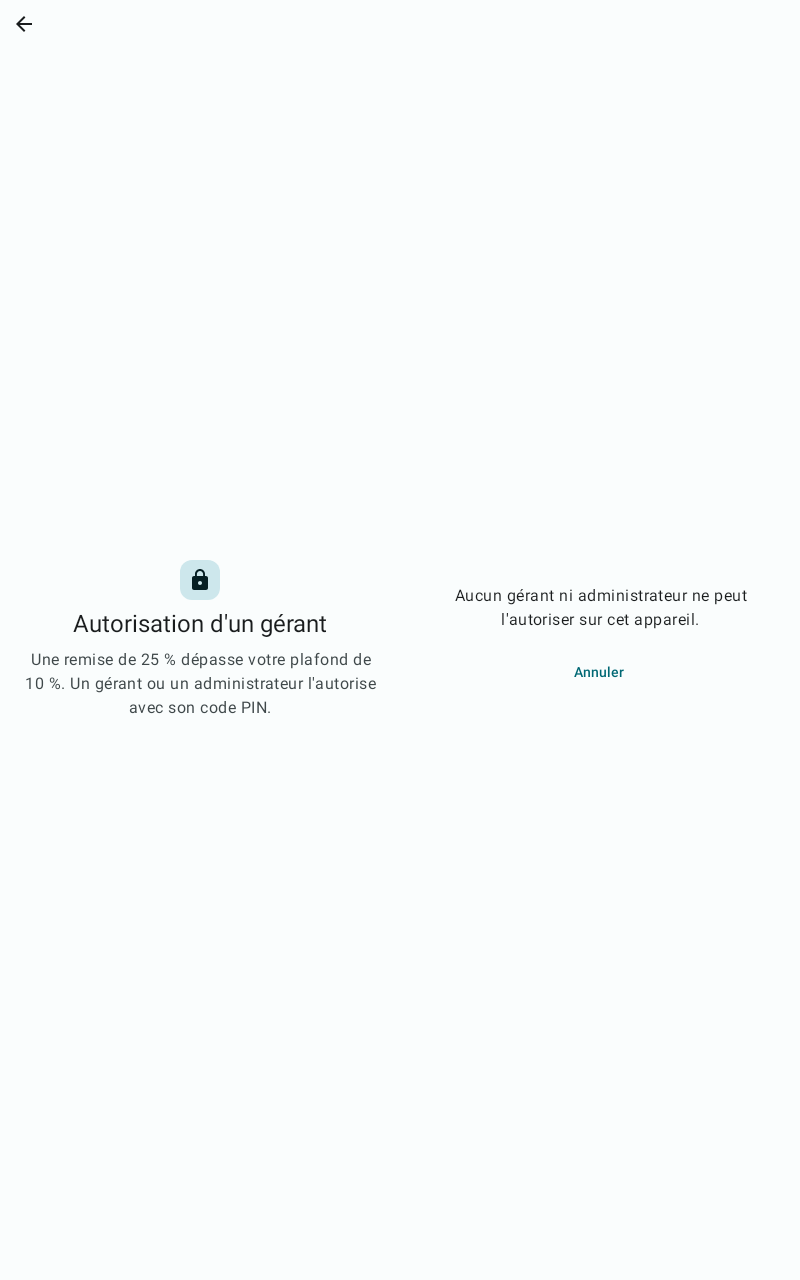 Autorisation d'un gérant
Une remise de 25 % dépasse votre plafond de
10 %. Un gérant ou un administrateur l'autorise
avec son code PIN.
Aucun gérant ni administrateur ne peut
l'autoriser sur cet appareil.
Annuler